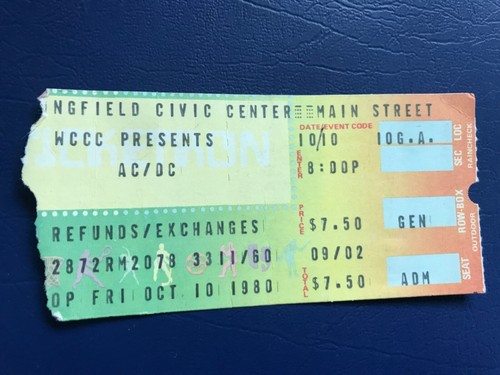 NGFIELD CIVIC CENTER MAIN STREET
DATE/EVENT CODE
WCCC PRESENTS 10/10 10G.A.
TICKETRON
AC/DC ENTER 8:00P
SEC LOC
RAINCHECK
PRICE $7.50 GEN
ROW-BOX
OUTDOOR
REFUNDS/EXCHANGES
2872RM2078 3311/60 09/02
OP FRI OCT 10 1980 TOTAL $7.50 ADM
SEAT